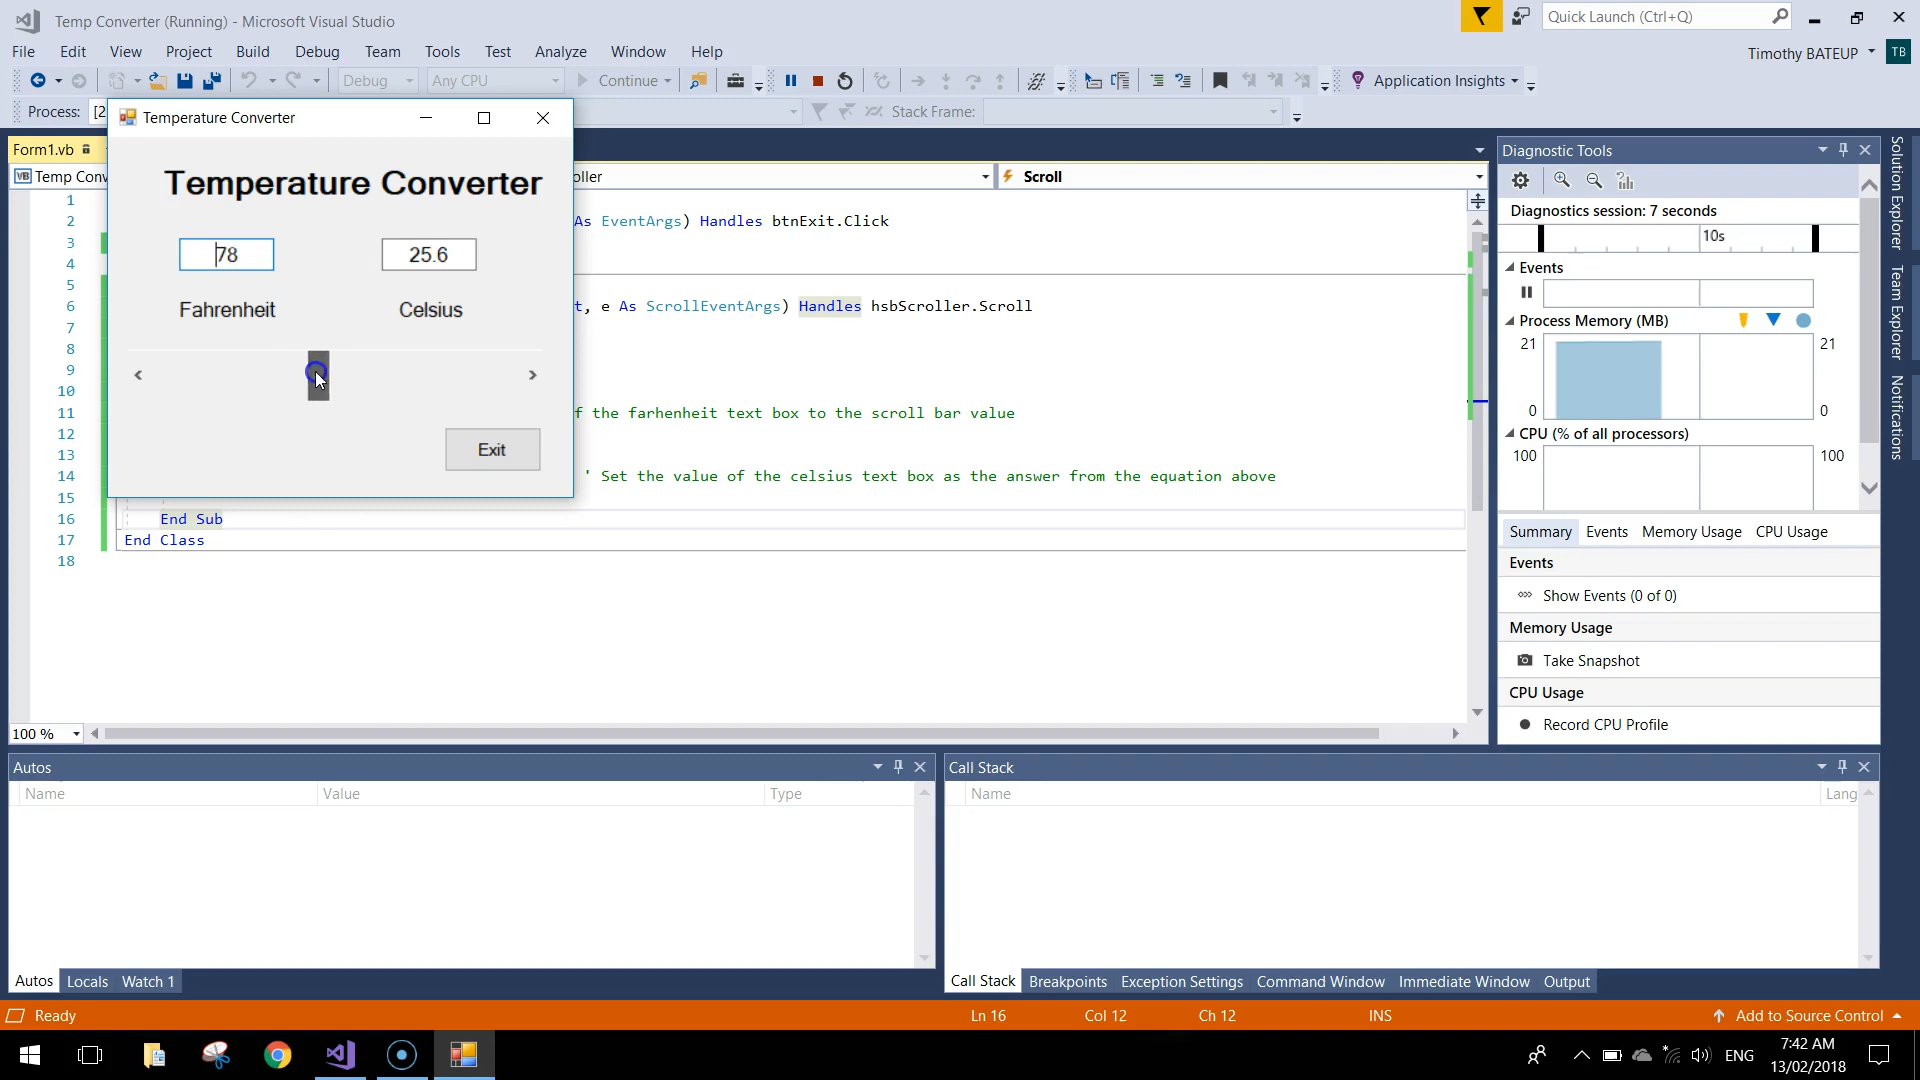 Temp Converter (Running) - Microsoft Visual Studio
Quick Launch (Ctrl+Q)
File Edit View Project Build Debug Team Tools Test Analyze Window Help
Timothy BATEUP TB
Debug Any CPU Continue Application Insights
Process: [2 Stack Frame:
Temperature Converter
Form1.vb
Diagnostic Tools
VB Temp Conv oller Scroll
Temperature Converter
1
2 As EventArgs) Handles btnExit.Click
3
4
5
6 t, e As ScrollEventArgs) Handles hsbScroller.Scroll
7
8
9
10
11 f the farhenheit text box to the scroll bar value
12
13
14 ' Set the value of the celsius text box as the answer from the equation above
15
16 End Sub
17 End Class
18
78 25.6
Fahrenheit Celsius
< >
Exit
Diagnostics session: 7 seconds
10s
Events
Process Memory (MB)
21 21
0 0
CPU (% of all processors)
100 100
Summary Events Memory Usage CPU Usage
Events
Show Events (0 of 0)
Memory Usage
Take Snapshot
CPU Usage
Record CPU Profile
Solution Explorer
Team Explorer
Notifications
100 %
Autos
Name Value Type
Call Stack
Name Lang
Autos Locals Watch 1
Call Stack Breakpoints Exception Settings Command Window Immediate Window Output
Ready Ln 16 Col 12 Ch 12 INS Add to Source Control
ENG
7:42 AM
13/02/2018